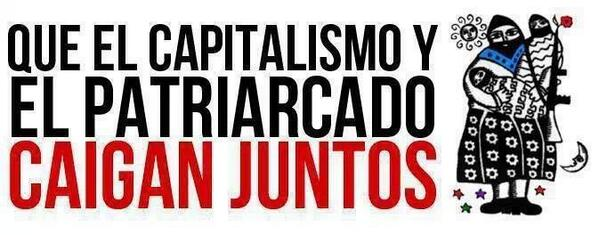 QUE EL CAPITALISMO Y
EL PATRIARCADO
CAIGAN JUNTOS